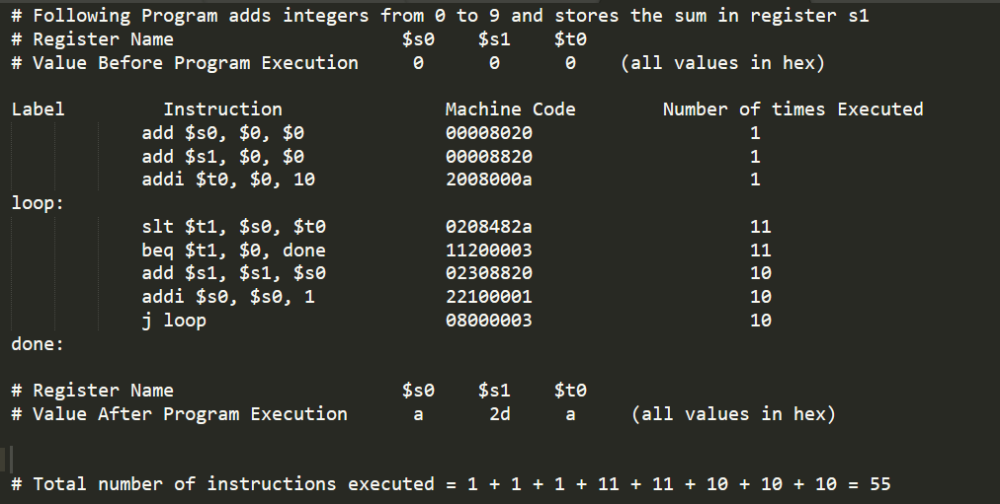 # Following Program adds integers from 0 to 9 and stores the sum in register s1
# Register Name $s0 $s1 $t0
# Value Before Program Execution 0 0 0 (all values in hex)
Label Instruction Machine Code Number of times Executed
add $s0, $0, $0 00008020 1
add $s1, $0, $0 00008820 1
addi $t0, $0, 10 2008000a 1
loop:
slt $t1, $s0, $t0 0208482a 11
beq $t1, $0, done 11200003 11
add $s1, $s1, $s0 02308820 10
addi $s0, $s0, 1 22100001 10
j loop 08000003 10
done:
# Register Name $s0 $s1 $t0
# Value After Program Execution a 2d a (all values in hex)
# Total number of instructions executed = 1 + 1 + 1 + 11 + 11 + 10 + 10 + 10 = 55